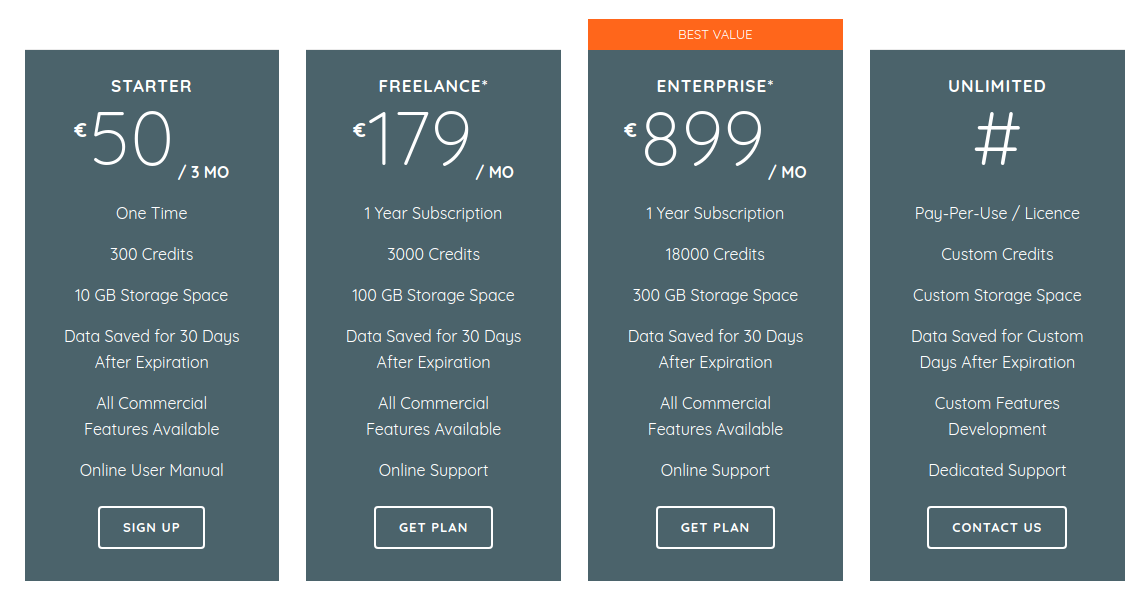 BEST VALUE
STARTER
€50 / 3 MO
One Time
300 Credits
10 GB Storage Space
Data Saved for 30 Days
After Expiration
All Commercial
Features Available
Online User Manual
SIGN UP
FREELANCE*
€179 / MO
1 Year Subscription
3000 Credits
100 GB Storage Space
Data Saved for 30 Days
After Expiration
All Commercial
Features Available
Online Support
GET PLAN
ENTERPRISE*
€899 / MO
1 Year Subscription
18000 Credits
300 GB Storage Space
Data Saved for 30 Days
After Expiration
All Commercial
Features Available
Online Support
GET PLAN
UNLIMITED
#
Pay-Per-Use / Licence
Custom Credits
Custom Storage Space
Data Saved for Custom
Days After Expiration
Custom Features
Development
Dedicated Support
CONTACT US